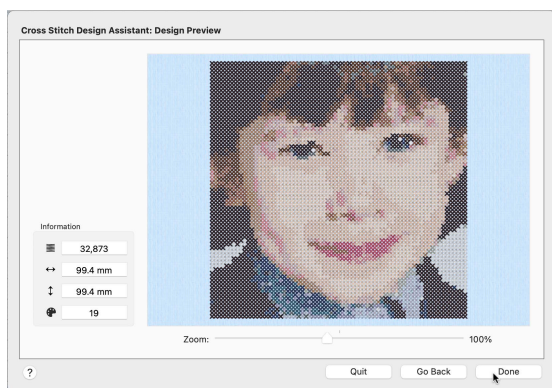 Cross Stitch Design Assistant: Design Preview
Information
32,873
99.4 mm
99.4 mm
19
Zoom:
100%
?
Quit
Go Back
Done